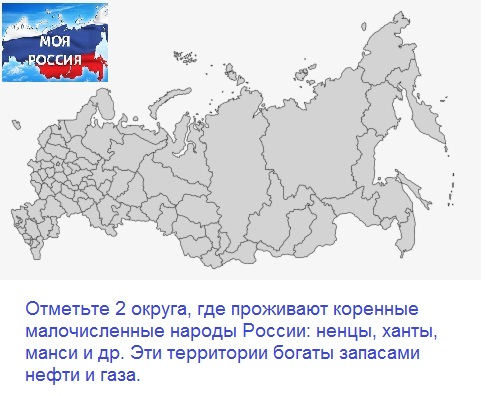 МОЯ
РОССИЯ
Отметьте 2 округа, где проживают коренные
малочисленные народы России: ненцы, ханты,
манси и др. Эти территории богаты запасами
нефти и газа.